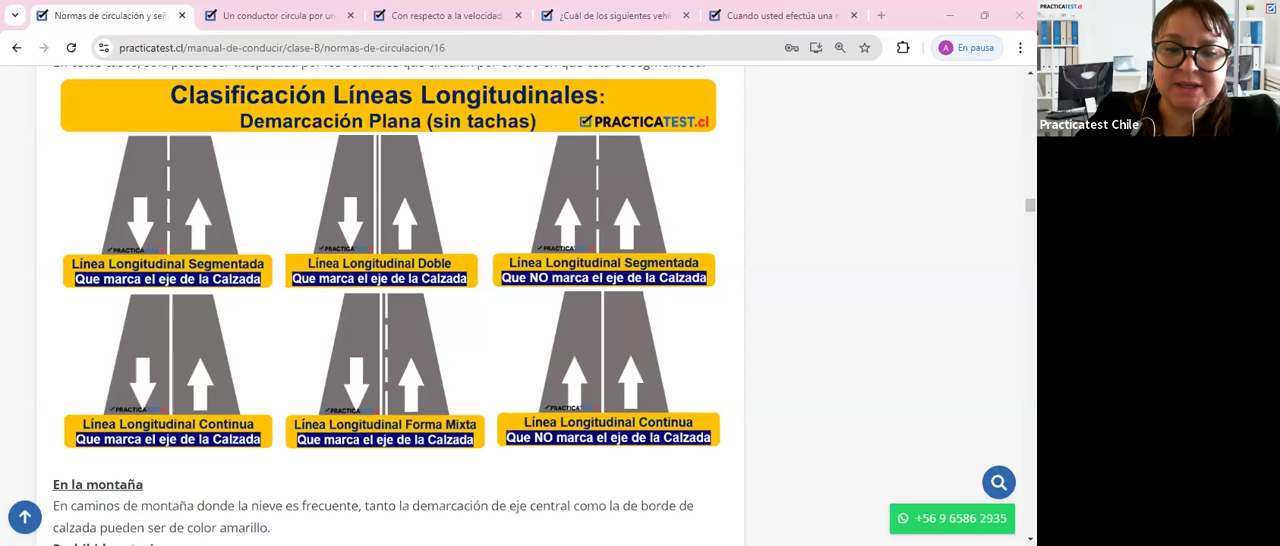 Normas de circulación y seña
Un conductor circula por un
Con respecto a la velocidad,
¿Cuál de los siguientes vehí
Cuando usted efectúa una
practicatest.cl/manual-de-conducir/clase-B/normas-de-circulacion/16
A
En pausa
Clasificación Líneas Longitudinales:
Demarcación Plana (sin tachas)
PRACTICATEST.cl
Línea Longitudinal Segmentada
Que marca el eje de la Calzada
Línea Longitudinal Doble
Que marca el eje de la Calzada
Línea Longitudinal Segmentada
Que NO marca el eje de la Calzada
Línea Longitudinal Continua
Que marca el eje de la Calzada
Línea Longitudinal Forma Mixta
Que marca el eje de la Calzada
Línea Longitudinal Continua
Que NO marca el eje de la Calzada
En la montaña
En caminos de montaña donde la nieve es frecuente, tanto la demarcación de eje central como la de borde de
calzada pueden ser de color amarillo.
+56 9 6586 2935
PRACTICATEST.cl
Practicatest Chile